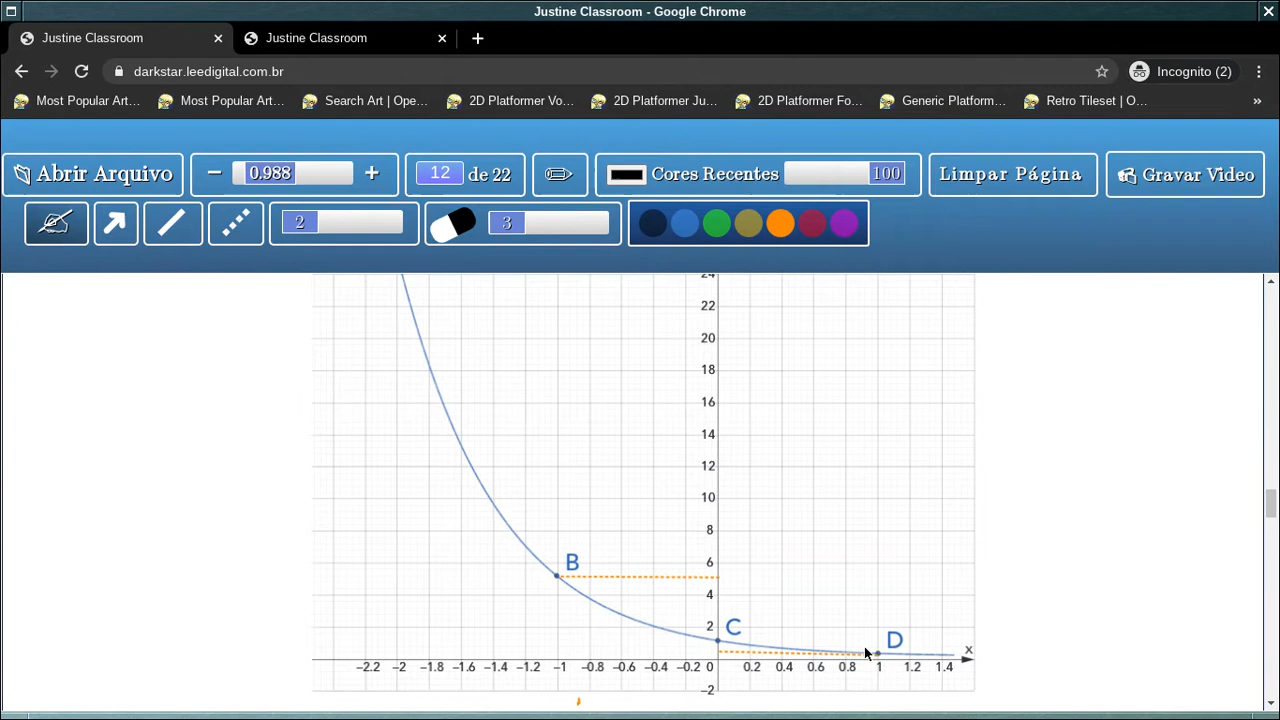 Justine Classroom - Google Chrome
Justine Classroom
Justine Classroom
darkstar.leedigital.com.br
Incognito (2)
Most Popular Art...
Most Popular Art...
Search Art | Ope...
2D Platformer Vo...
2D Platformer Ju...
2D Platformer Fo...
Generic Platform...
Retro Tileset | O...
»
Abrir Arquivo
− 0.988 +
12 de 22
Cores Recentes 100
Limpar Página
Gravar Video
2
3
24
22
20
18
16
14
12
10
8
B
6
4
C
2
D
x
-2.2 -2 -1.8 -1.6 -1.4 -1.2 -1 -0.8 -0.6 -0.4 -0.2 0 0.2 0.4 0.6 0.8 1 1.2 1.4
-2